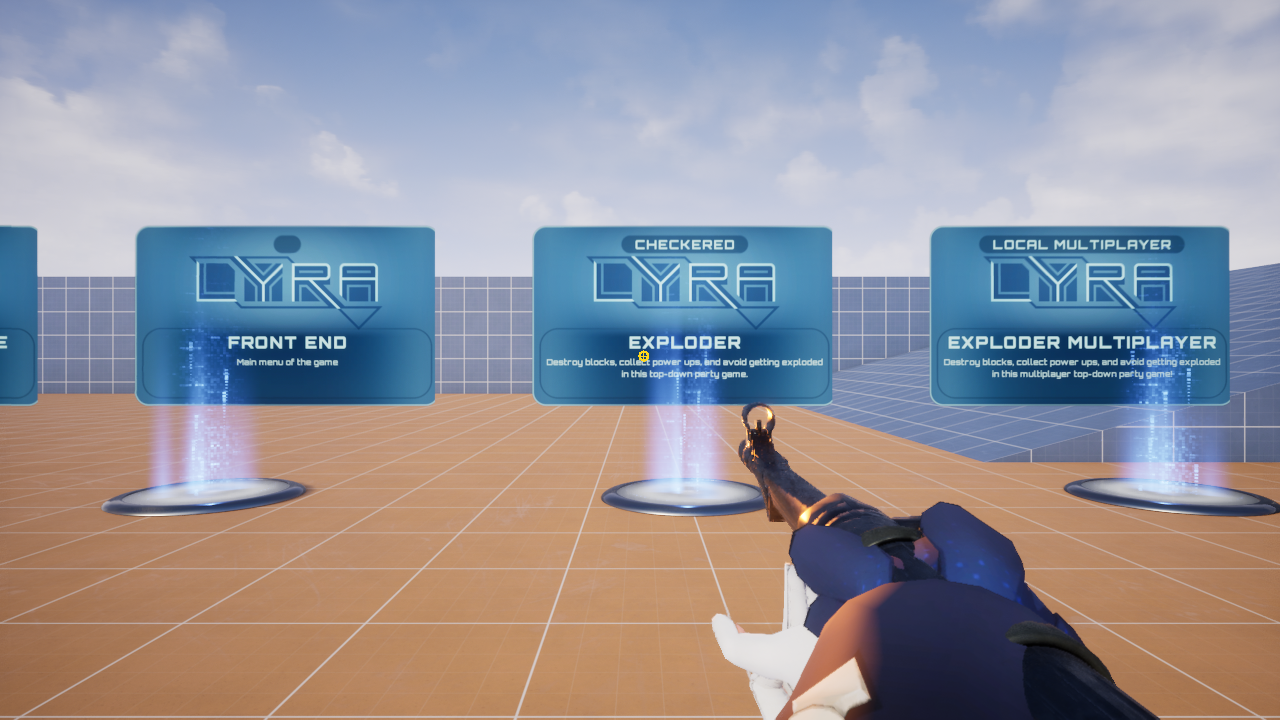 E
LYRA
FRONT END
Main menu of the game
CHECKERED
LYRA
EXPLODER
Destroy blocks, collect power ups, and avoid getting exploded
in this top-down party game.
LOCAL MULTIPLAYER
LYRA
EXPLODER MULTIPLAYER
Destroy blocks, collect power ups, and avoid getting exploded
in this multiplayer top-down party game!